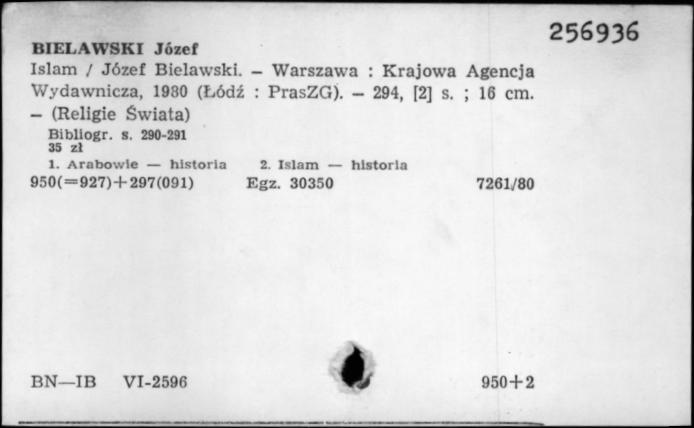 256936
BIELAWSKI Józef
Islam / Józef Bielawski. – Warszawa : Krajowa Agencja
Wydawnicza, 1980 (Łódź : PrasZG). – 294, [2] s. ; 16 cm.
– (Religie Świata)
Bibliogr. s. 290-291
35 zł
1. Arabowie — historia 2. Islam — historia
950(=927)+297(091) Egz. 30350 7261/80
BN—IB VI-2596 950+2